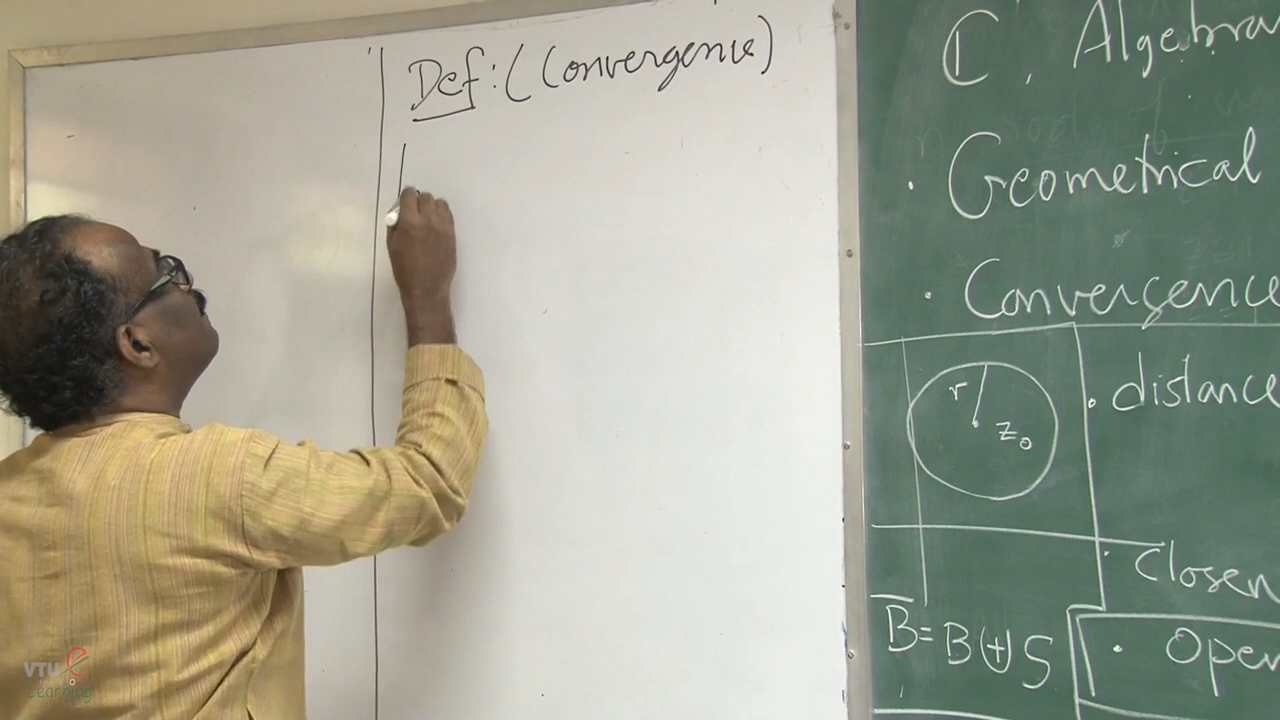 Def: (Convergence)
ℂ, Algebra
. Geometrical
. Convergence
r
z₀
. distance
. Closen
B̅ = B ⊎ S
. Open
VTU e
Learning